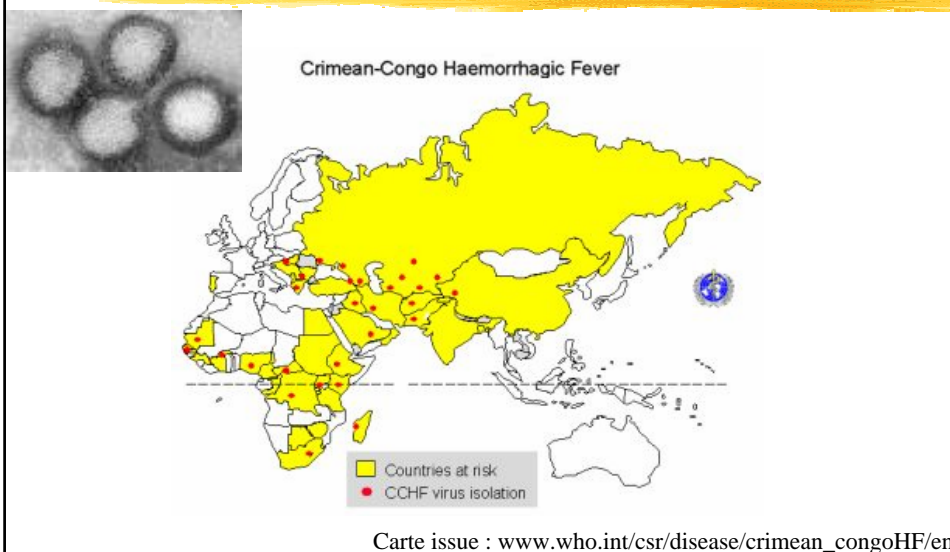 Crimean-Congo Haemorrhagic Fever
Countries at risk
CCHF virus isolation
Carte issue : www.who.int/csr/disease/crimean_congoHF/en